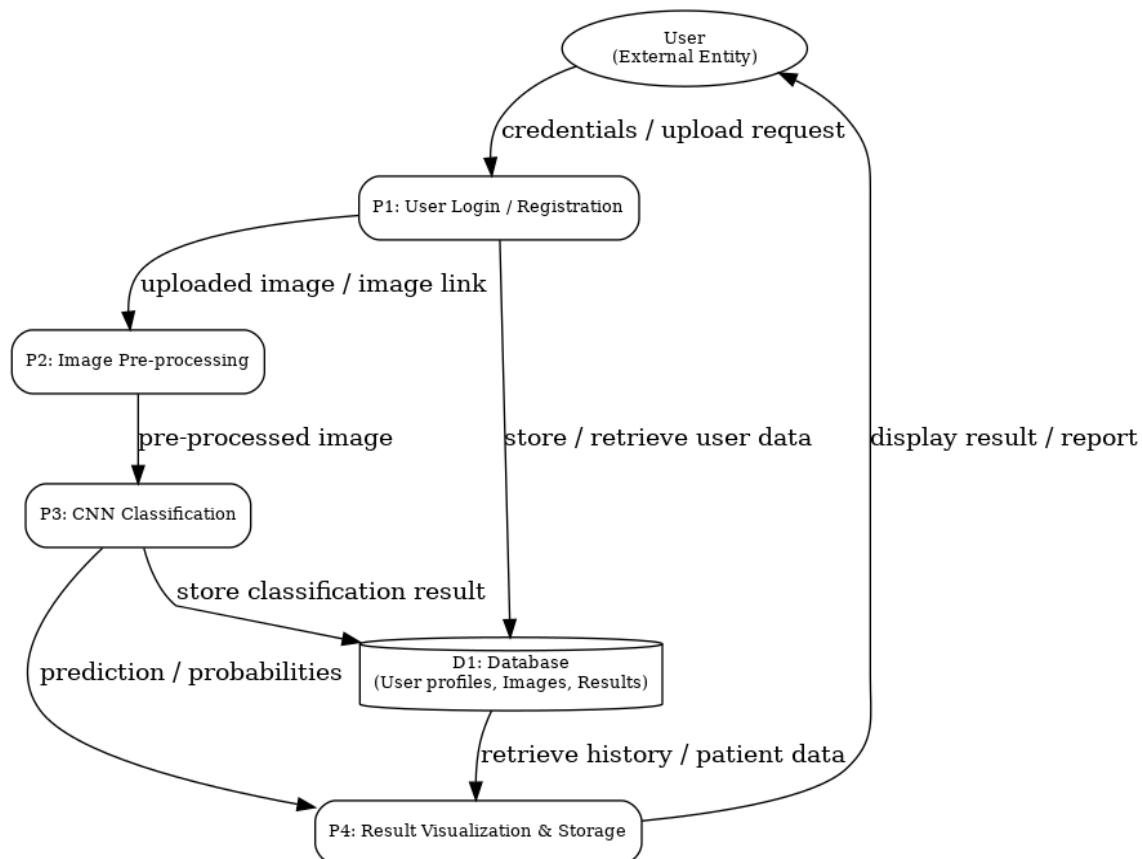 User
(External Entity)
credentials / upload request
P1: User Login / Registration
uploaded image / image link
P2: Image Pre-processing
pre-processed image
store / retrieve user data
display result / report
P3: CNN Classification
store classification result
D1: Database
(User profiles, Images, Results)
prediction / probabilities
retrieve history / patient data
P4: Result Visualization & Storage